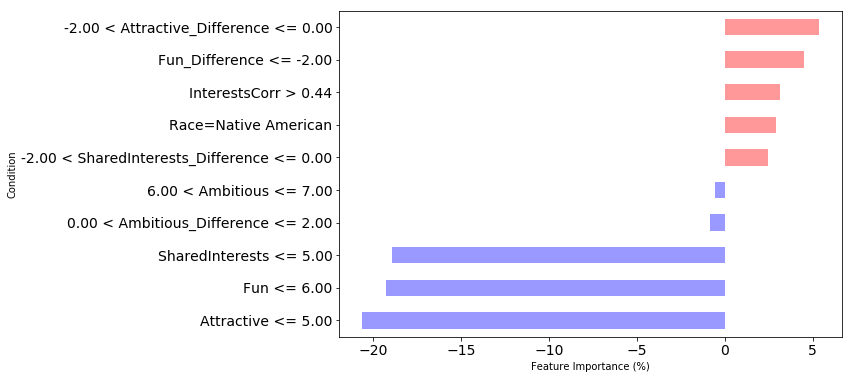 -2.00 < Attractive_Difference <= 0.00
Fun_Difference <= -2.00
InterestsCorr > 0.44
Race=Native American
-2.00 < SharedInterests_Difference <= 0.00
6.00 < Ambitious <= 7.00
0.00 < Ambitious_Difference <= 2.00
SharedInterests <= 5.00
Fun <= 6.00
Attractive <= 5.00
Condition
−20 −15 −10 −5 0 5
Feature Importance (%)